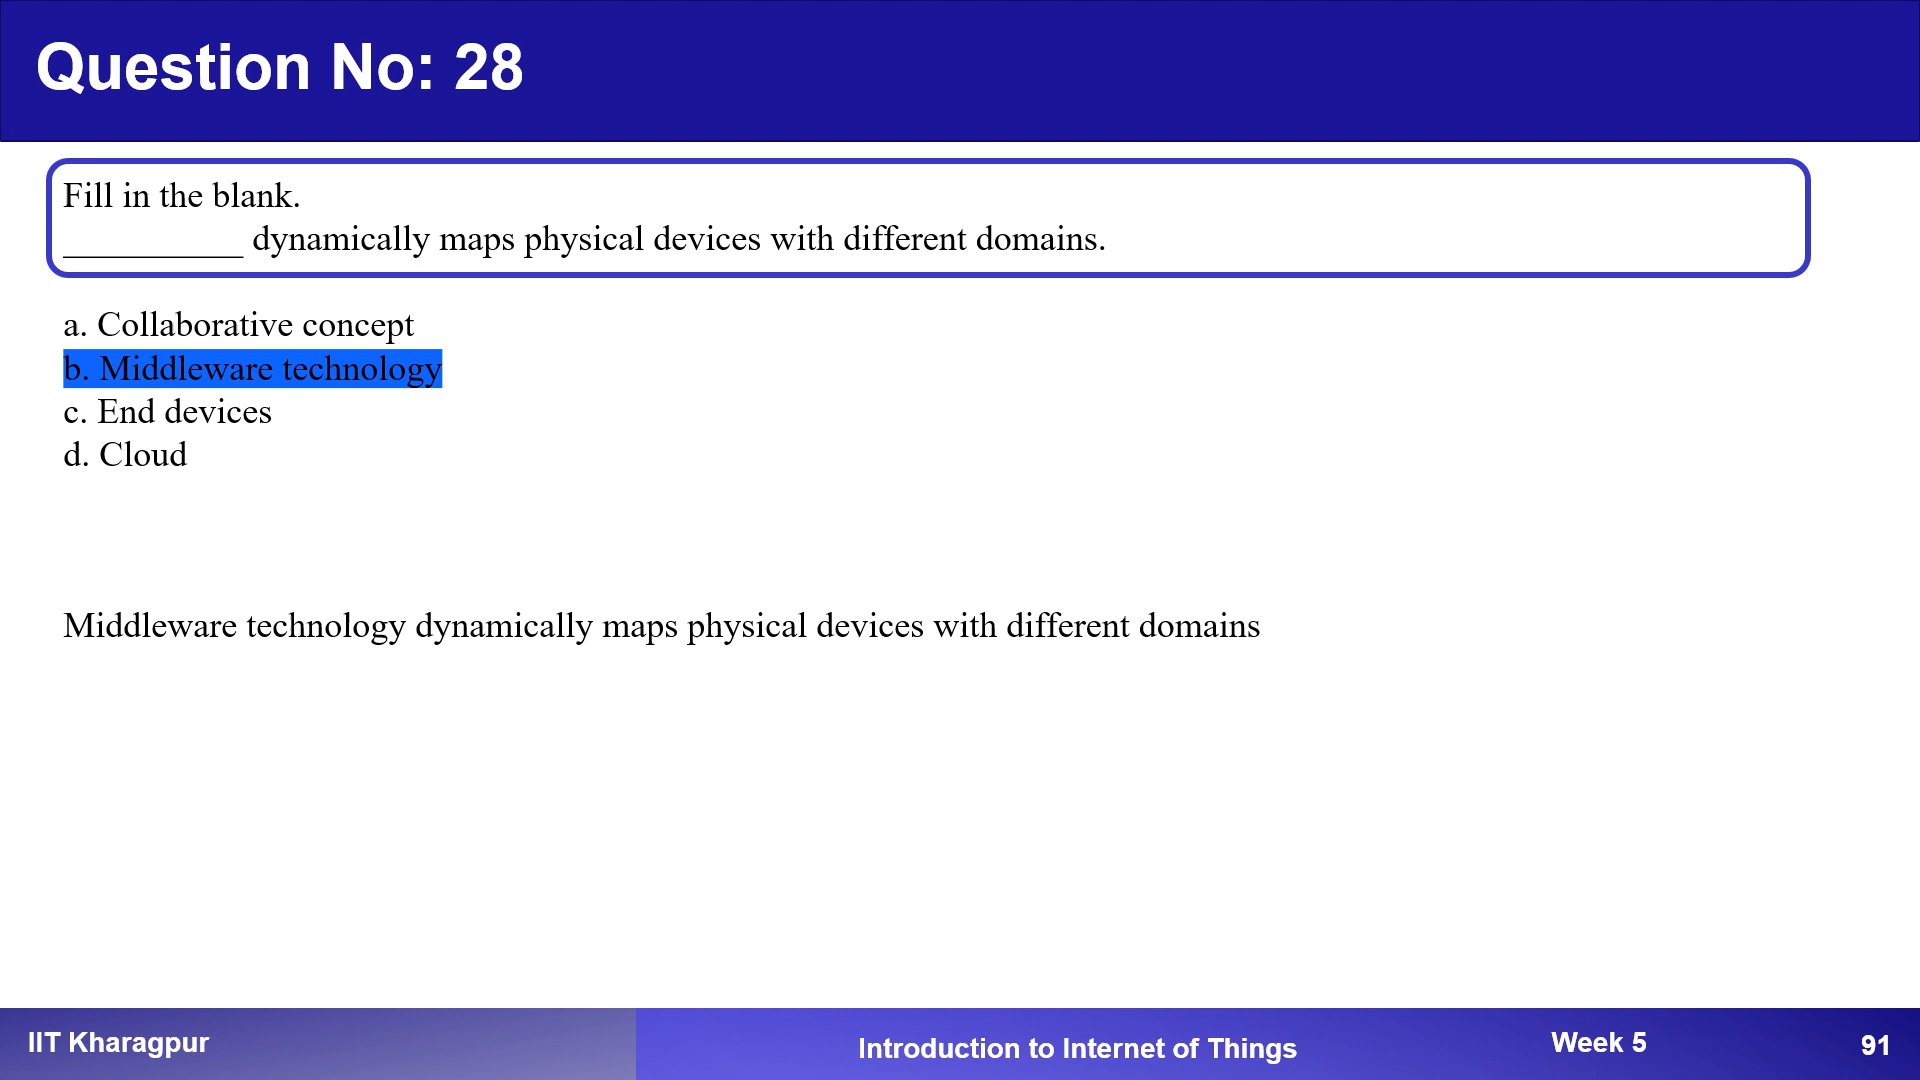 Question No: 28
Fill in the blank.
__________ dynamically maps physical devices with different domains.
a. Collaborative concept
b. Middleware technology
c. End devices
d. Cloud
Middleware technology dynamically maps physical devices with different domains
IIT Kharagpur
Introduction to Internet of Things
Week 5
91